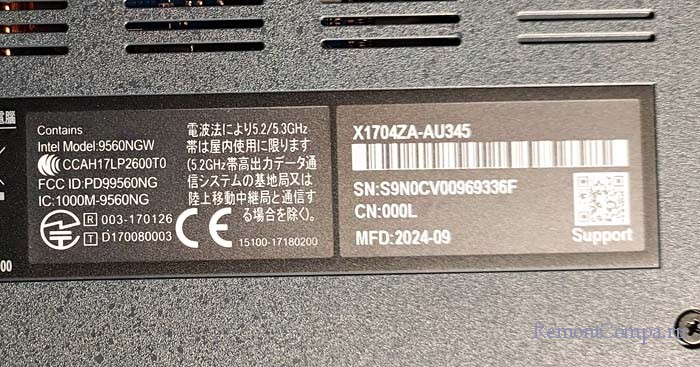 電腦
Contains
Intel Model:9560NGW
CCAH17LP2600T0
FCC ID:PD99560NG
IC:1000M-9560NG
R 003-170126
T D170080003
電波法により5.2/5.3GHz
帯は屋内使用に限ります
(5.2GHz帯高出力データ通
信システムの基地局又は
陸上移動中継局と通信す
る場合を除く)。
CE
15100-17180200
X1704ZA-AU345
SN:S9N0CV00969336F
CN:000L
MFD:2024-09
Support
00
RemontCompa.ru